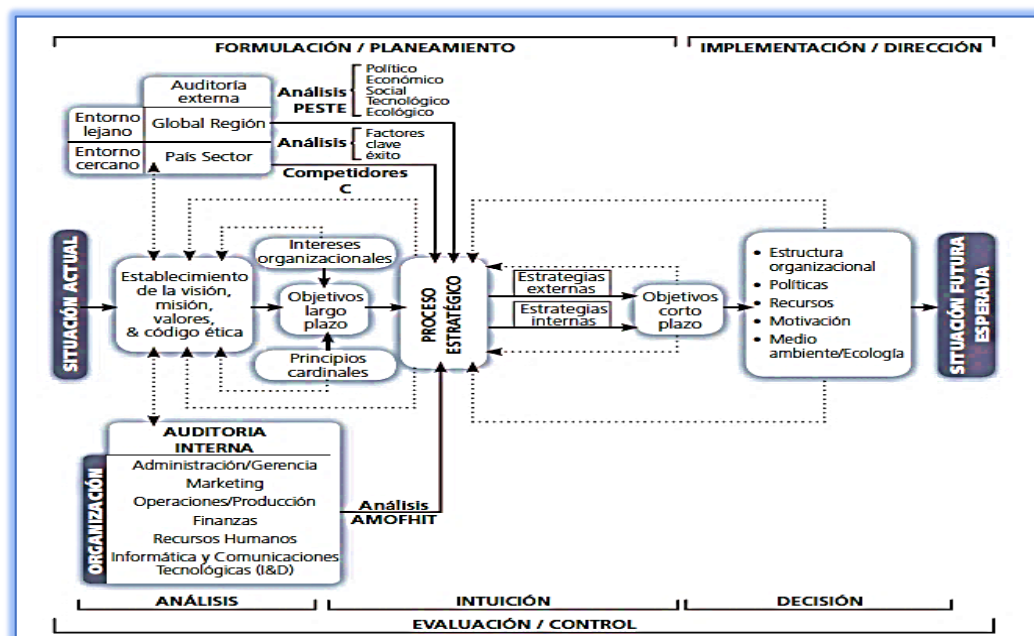 FORMULACIÓN / PLANEAMIENTO
IMPLEMENTACIÓN / DIRECCIÓN
Auditoría
externa
Entorno
lejano
Global Región
Entorno
cercano
País Sector
Análisis
PESTE
Político
Económico
Social
Tecnológico
Ecológico
Análisis
Factores
clave
éxito
Competidores
C
SITUACIÓN ACTUAL
Establecimiento
de la visión,
misión,
valores,
& código ética
Intereses
organizacionales
Objetivos
largo
plazo
Principios
cardinales
PROCESO
ESTRATÉGICO
Estrategias
externas
Estrategias
internas
Objetivos
corto
plazo
• Estructura
organizacional
• Políticas
• Recursos
• Motivación
• Medio
ambiente/Ecología
SITUACIÓN FUTURA
ESPERADA
ORGANIZACIÓN
AUDITORIA
INTERNA
Administración/Gerencia
Marketing
Operaciones/Producción
Finanzas
Recursos Humanos
Informática y Comunicaciones
Tecnológicas (I&D)
Análisis
AMOFHIT
ANÁLISIS
INTUICIÓN
DECISIÓN
EVALUACIÓN / CONTROL